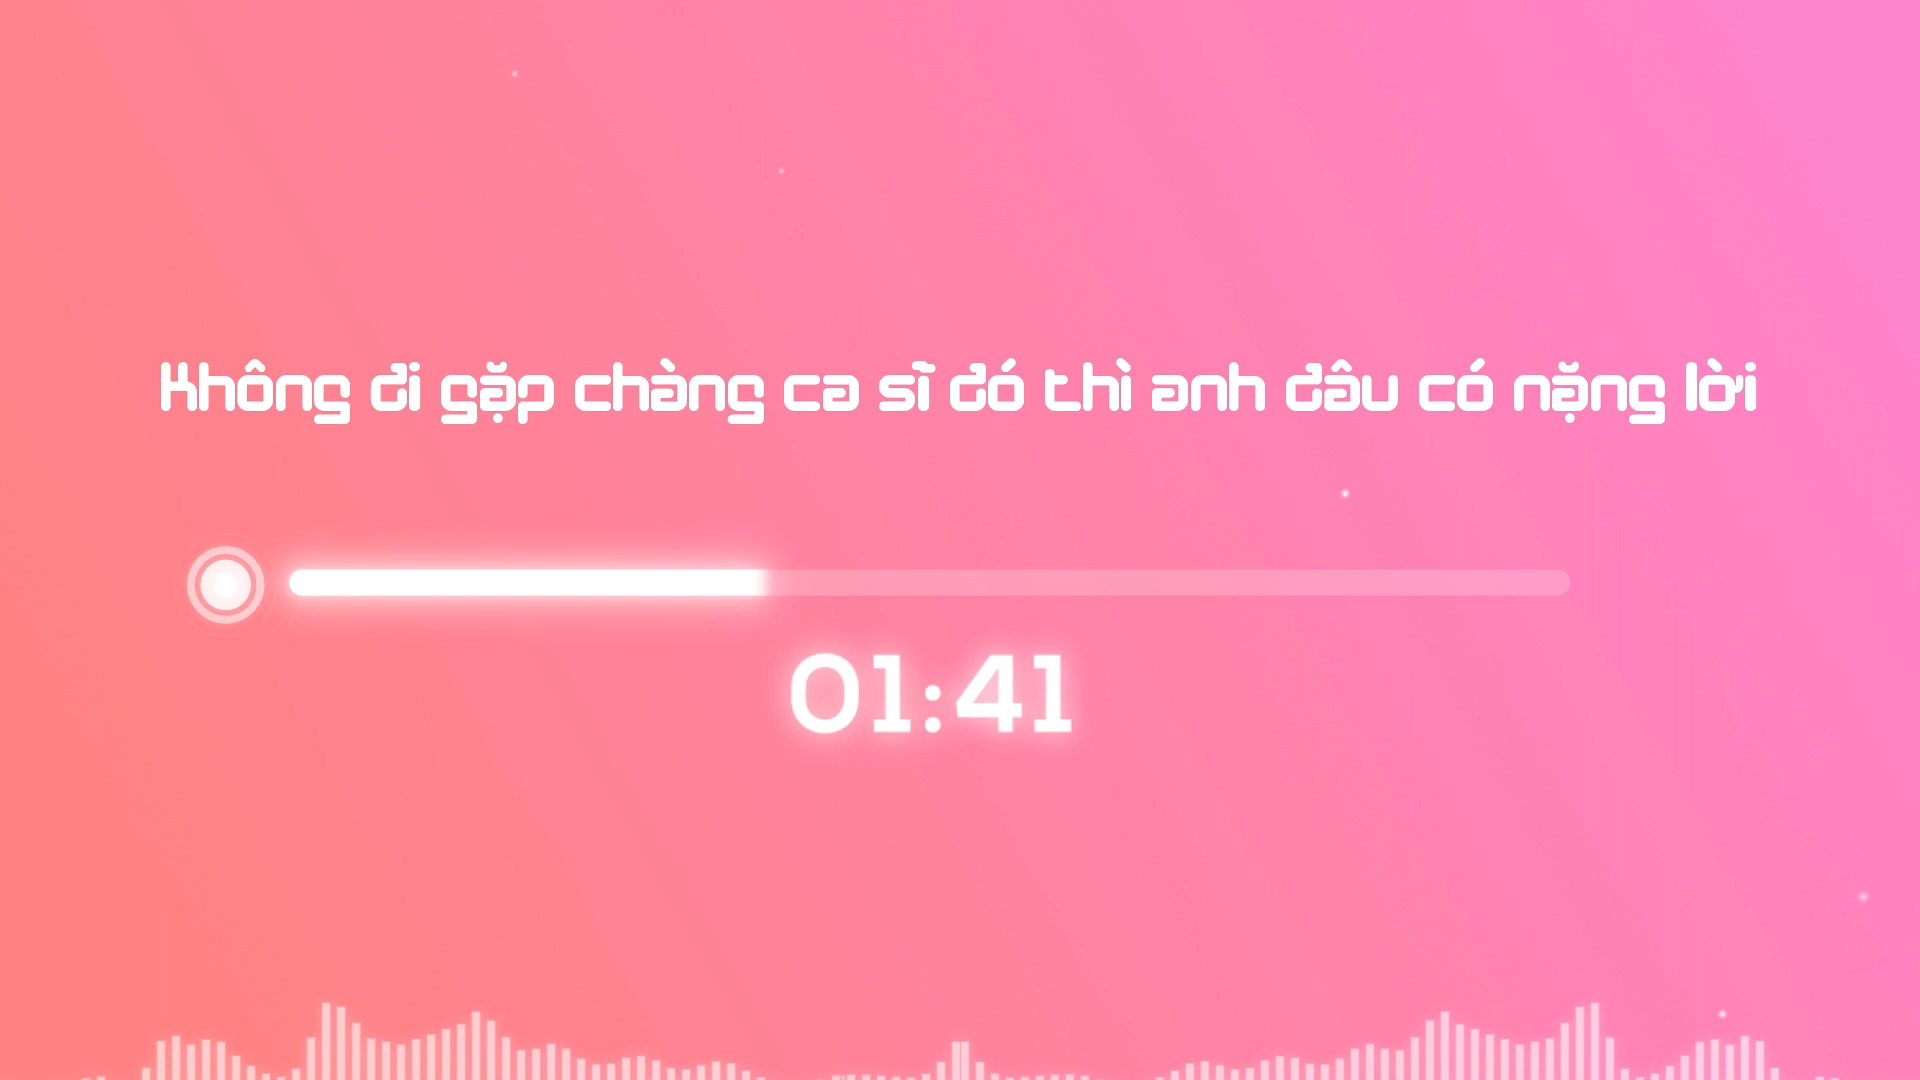 Không đi gặp chàng ca sĩ đó thì anh đâu có nặng lời
01:41